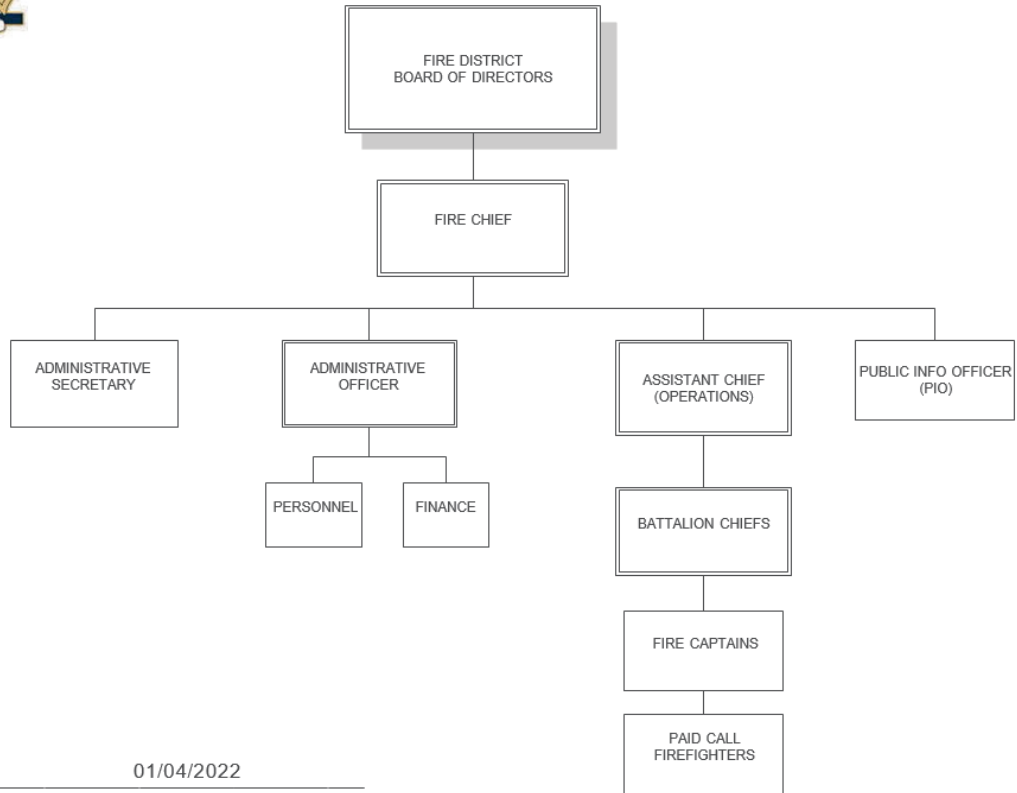 FIRE DISTRICT
BOARD OF DIRECTORS
FIRE CHIEF
ADMINISTRATIVE
SECRETARY
ADMINISTRATIVE
OFFICER
ASSISTANT CHIEF
(OPERATIONS)
PUBLIC INFO OFFICER
(PIO)
PERSONNEL
FINANCE
BATTALION CHIEFS
FIRE CAPTAINS
PAID CALL
FIREFIGHTERS
01/04/2022